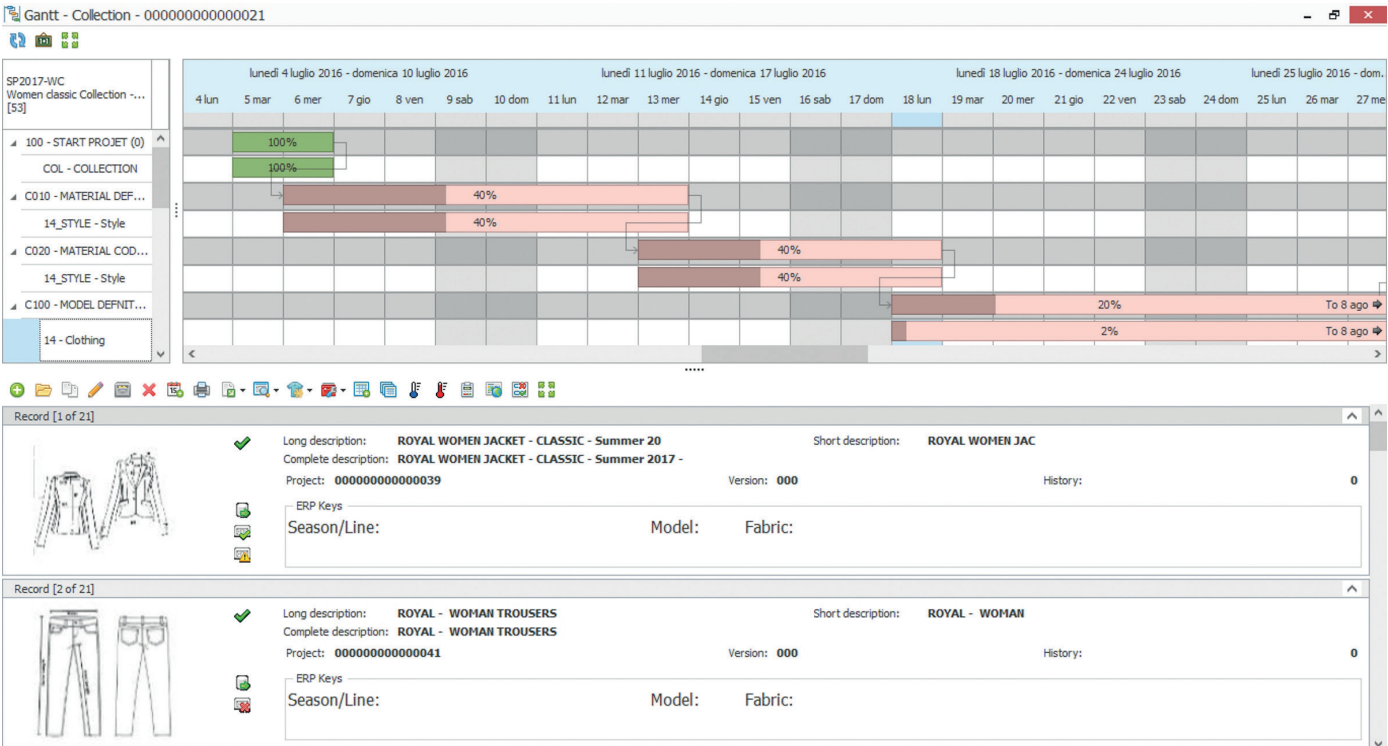 Gantt - Collection - 000000000000021
SP2017-WC
Women classic Collection -...
[53]
lunedì 4 luglio 2016 - domenica 10 luglio 2016
lunedì 11 luglio 2016 - domenica 17 luglio 2016
lunedì 18 luglio 2016 - domenica 24 luglio 2016
lunedì 25 luglio 2016 - dom...
4 lun 5 mar 6 mer 7 gio 8 ven 9 sab 10 dom 11 lun 12 mar 13 mer 14 gio 15 ven 16 sab 17 dom 18 lun 19 mar 20 mer 21 gio 22 ven 23 sab 24 dom 25 lun 26 mar 27 me
100 - START PROJET (0) 100%
COL - COLLECTION 100%
C010 - MATERIAL DEF... 40%
14_STYLE - Style 40%
C020 - MATERIAL COD... 40%
14_STYLE - Style 40%
C100 - MODEL DEFNIT... 20% To 8 ago
14 - Clothing 2% To 8 ago
Record [1 of 21]
Long description: ROYAL WOMEN JACKET - CLASSIC - Summer 20 Short description: ROYAL WOMEN JAC
Complete description: ROYAL WOMEN JACKET - CLASSIC - Summer 2017 -
Project: 000000000000039 Version: 000 History: 0
ERP Keys
Season/Line: Model: Fabric:
Record [2 of 21]
Long description: ROYAL - WOMAN TROUSERS Short description: ROYAL - WOMAN
Complete description: ROYAL - WOMAN TROUSERS
Project: 000000000000041 Version: 000 History: 0
ERP Keys
Season/Line: Model: Fabric: